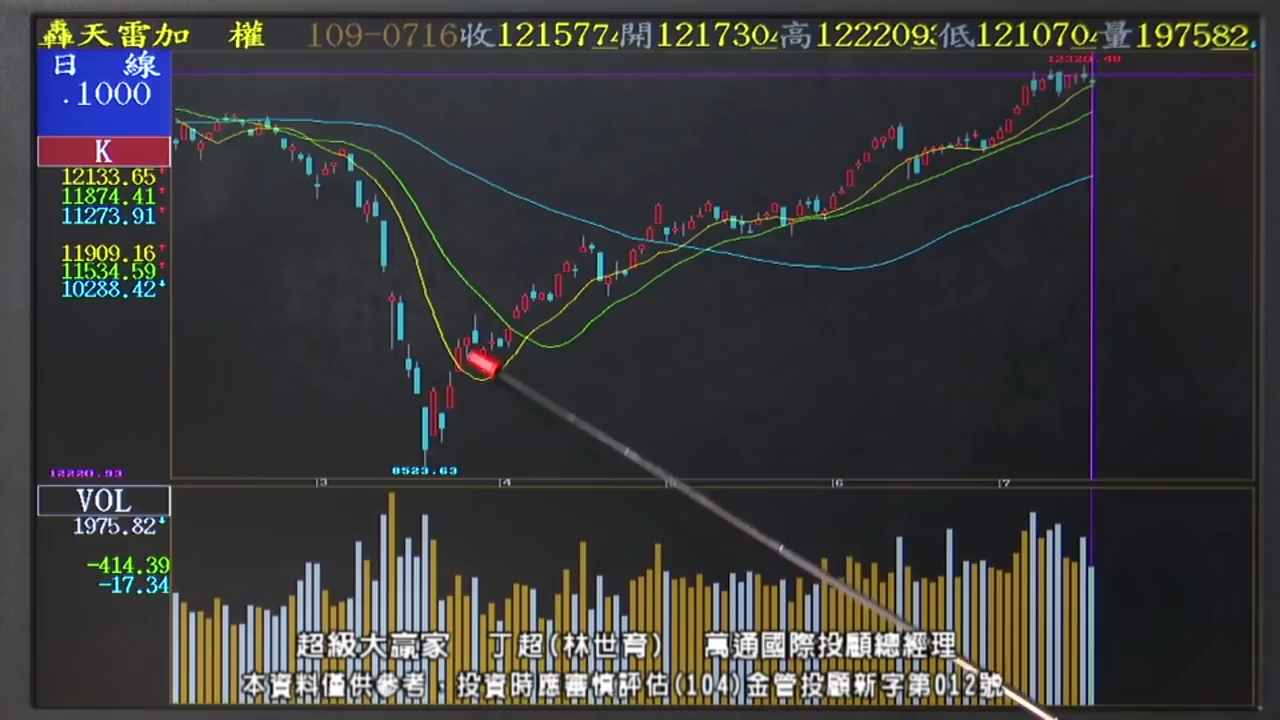 轟天雷加 權 109-0716收121577↓開121730↓高122209低121070↓量197582↓
日 線
.1000
K
12133.65↑
11874.41↑
11273.91↑
11909.16↑
11534.59↑
10288.42↓
12320.48
8523.63
12220.93
3 4 5 6 7
VOL
1975.82↓
-414.39
-17.34
超級大贏家 丁超(林世育) 萬通國際投顧總經理
本資料僅供參考，投資時應審慎評估(104)金管投顧新字第012號